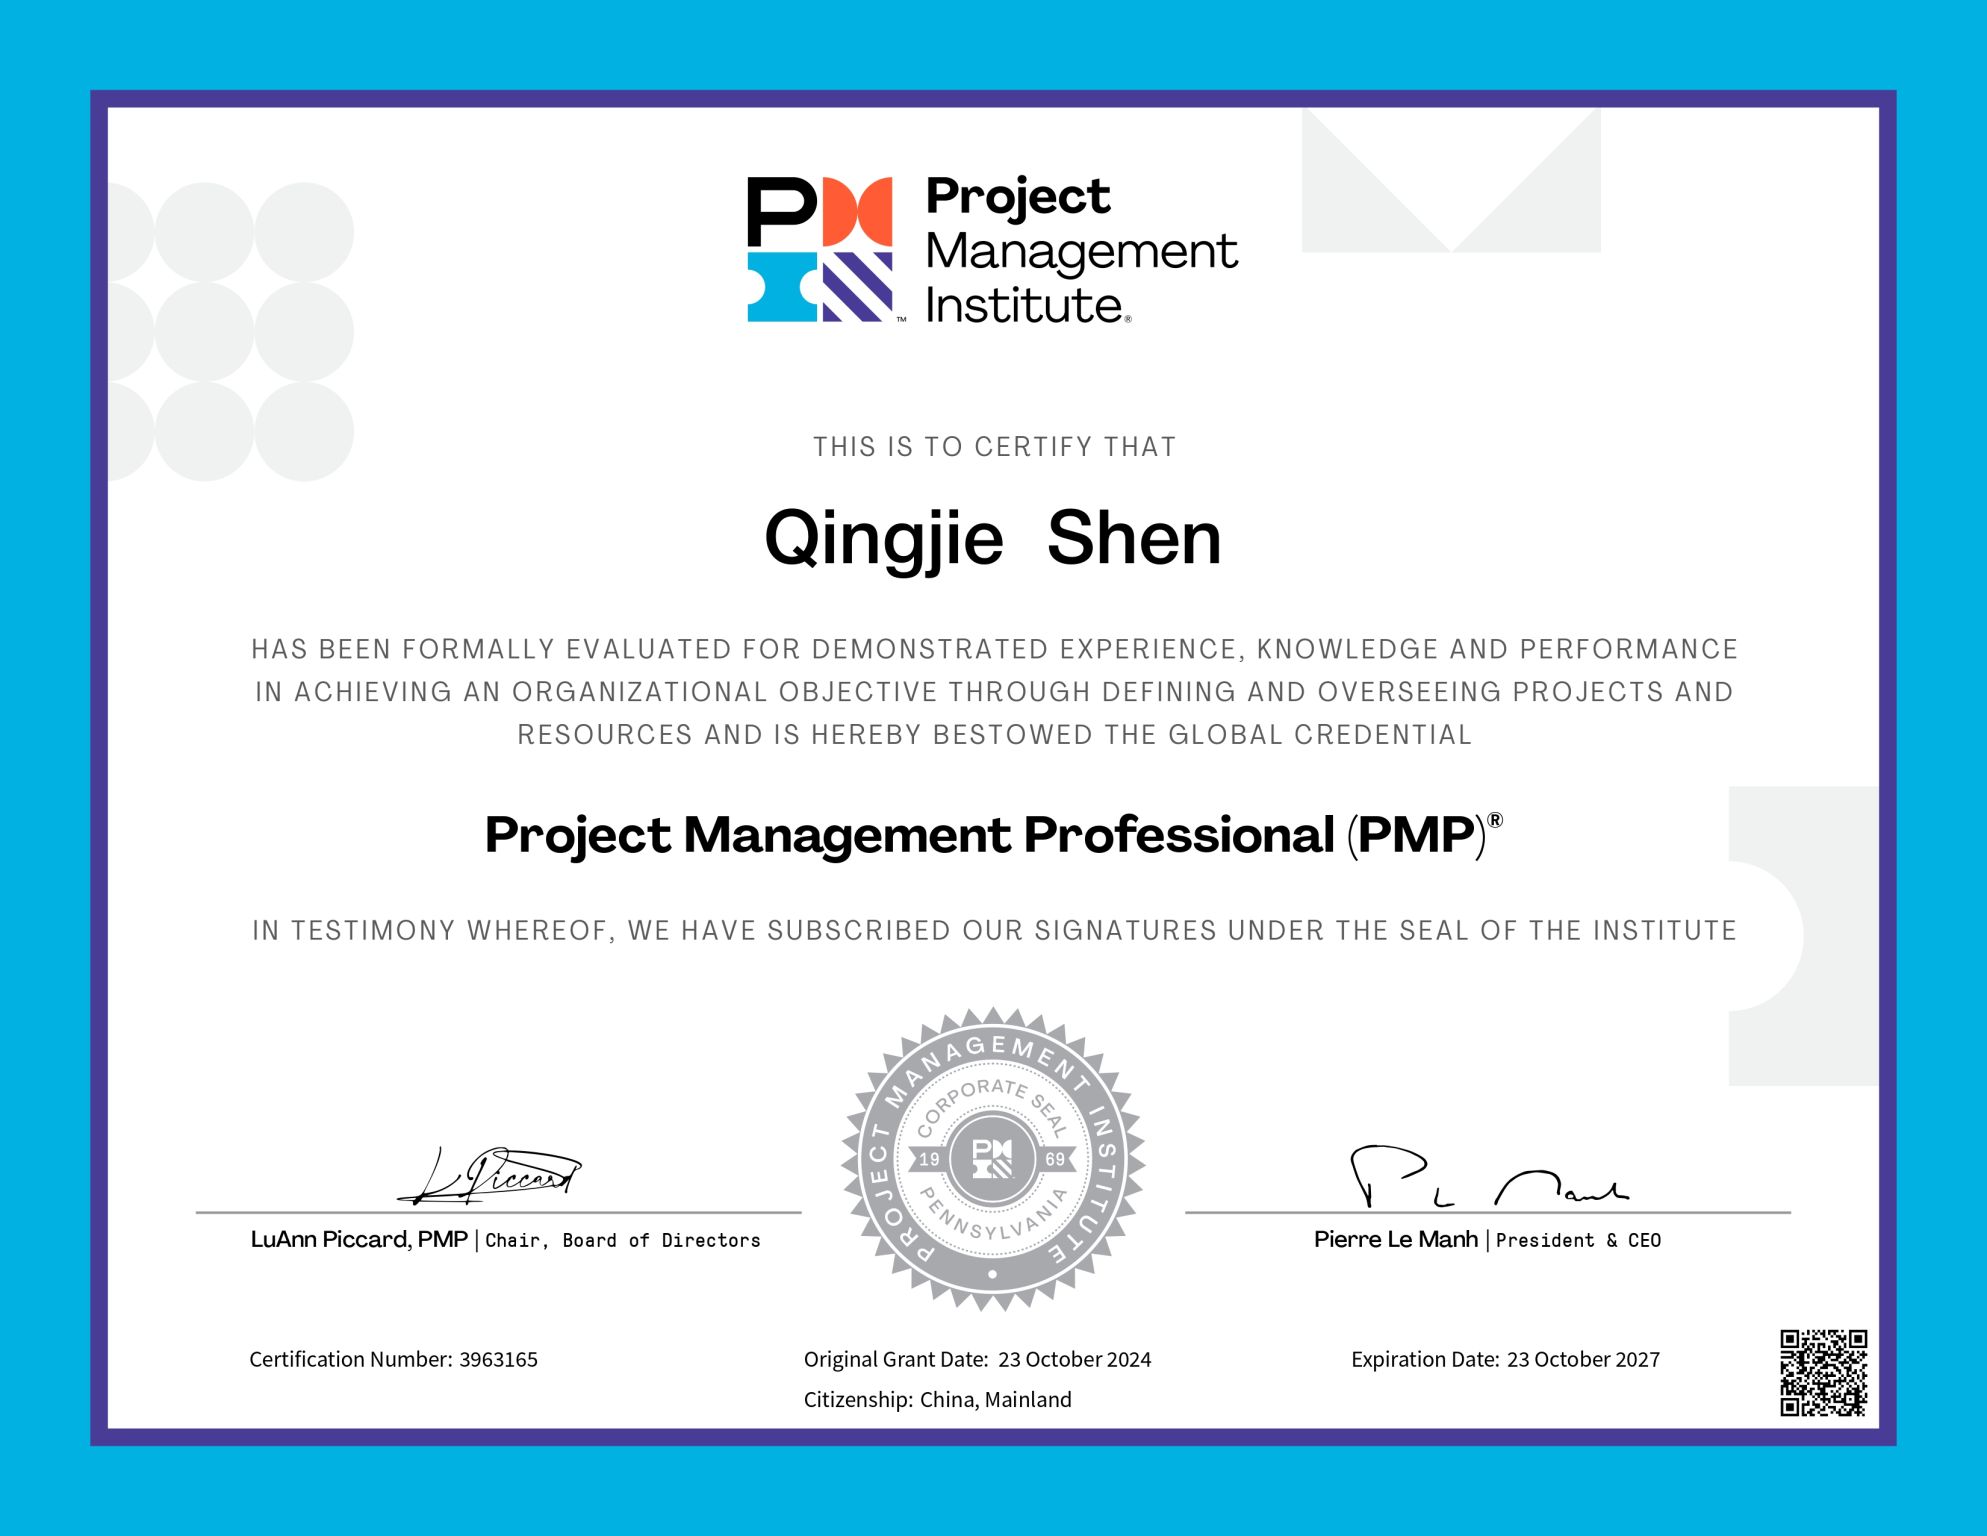 Project
Management
Institute®
THIS IS TO CERTIFY THAT
Qingjie Shen
HAS BEEN FORMALLY EVALUATED FOR DEMONSTRATED EXPERIENCE, KNOWLEDGE AND PERFORMANCE
IN ACHIEVING AN ORGANIZATIONAL OBJECTIVE THROUGH DEFINING AND OVERSEEING PROJECTS AND
RESOURCES AND IS HEREBY BESTOWED THE GLOBAL CREDENTIAL
Project Management Professional (PMP)®
IN TESTIMONY WHEREOF, WE HAVE SUBSCRIBED OUR SIGNATURES UNDER THE SEAL OF THE INSTITUTE
PROJECT MANAGEMENT INSTITUTE
CORPORATE SEAL
19 PM 69
PENNSYLVANIA
L Piccard
P L Manh
LuAnn Piccard, PMP | Chair, Board of Directors
Pierre Le Manh | President & CEO
Certification Number: 3963165
Original Grant Date: 23 October 2024
Expiration Date: 23 October 2027
Citizenship: China, Mainland